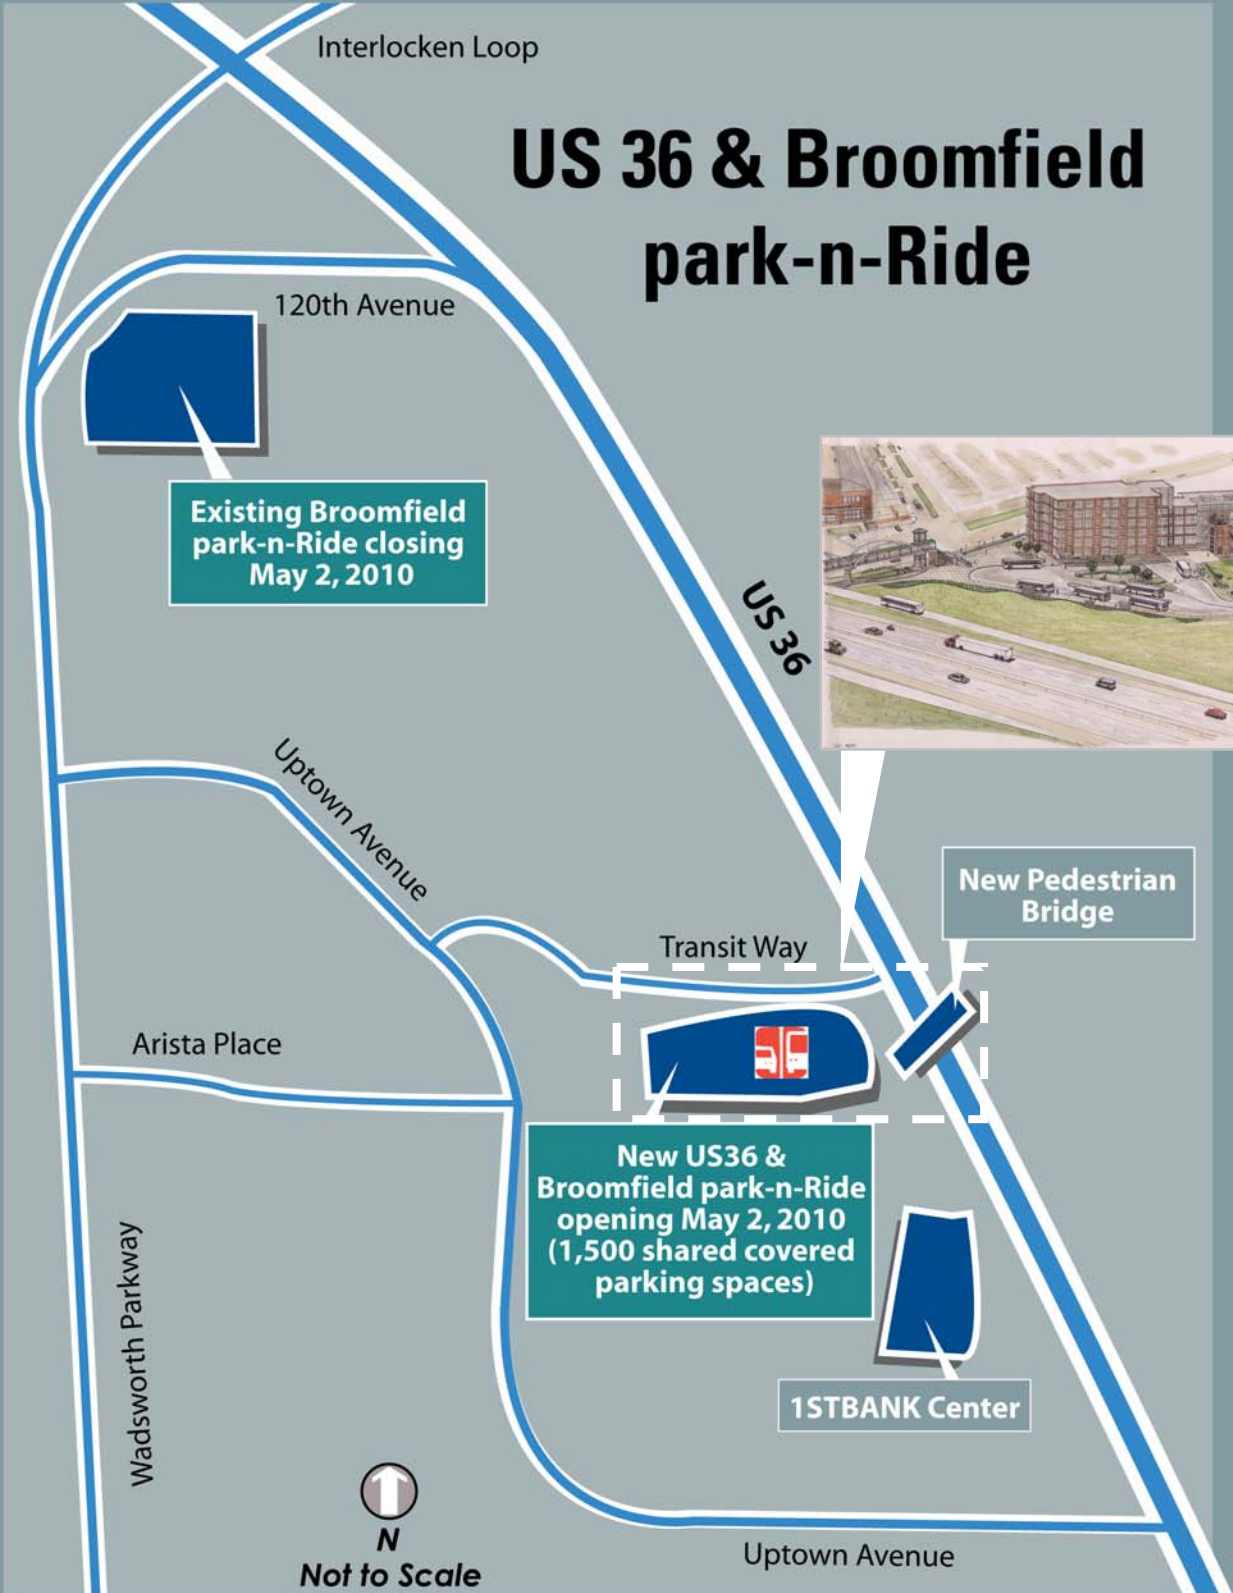 Interlocken Loop
US 36 & Broomfield
park-n-Ride
120th Avenue
Existing Broomfield
park-n-Ride closing
May 2, 2010
US 36
Uptown Avenue
New Pedestrian
Bridge
Transit Way
Arista Place
New US36 &
Broomfield park-n-Ride
opening May 2, 2010
(1,500 shared covered
parking spaces)
Wadsworth Parkway
1STBANK Center
N
Not to Scale
Uptown Avenue